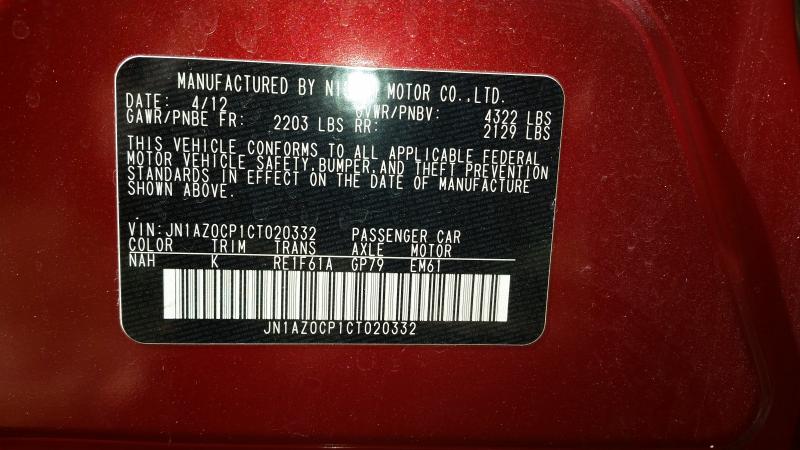 MANUFACTURED BY MOTOR CO.,LTD.
DATE: 4/12 GVWR/PNBV: 4322 LBS
GAWR/PNBE FR: 2203 LBS RR: 2129 LBS
THIS VEHICLE CONFORMS TO ALL APPLICABLE FEDERAL
MOTOR VEHICLE SAFETY,BUMPER,AND THEFT PREVENTION
STANDARDS IN EFFECT ON THE DATE OF MANUFACTURE
SHOWN ABOVE.
VIN:JN1AZ0CP1CT020332 PASSENGER CAR
COLOR TRIM TRANS AXLE MOTOR
NAH K RE1F61A GP79 EM61
JN1AZ0CP1CT020332